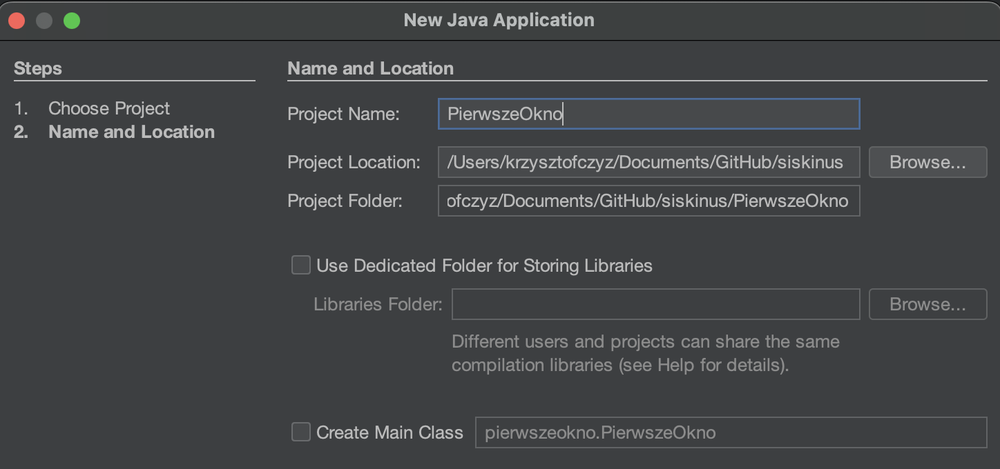 New Java Application
Steps
1. Choose Project
2. Name and Location
Name and Location
Project Name: PierwszeOkno
Project Location: /Users/krzysztofczyz/Documents/GitHub/siskinus Browse...
Project Folder: ofczyz/Documents/GitHub/siskinus/PierwszeOkno
Use Dedicated Folder for Storing Libraries
Libraries Folder: Browse...
Different users and projects can share the same
compilation libraries (see Help for details).
Create Main Class pierwszeokno.PierwszeOkno